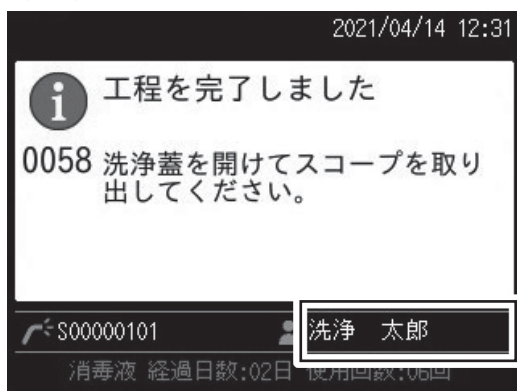 2021/04/14 12:31
工程を完了しました
0058 洗浄蓋を開けてスコープを取り
出してください。
S00000101 洗浄 太郎
消毒液 経過日数:02日 使用回数:06回